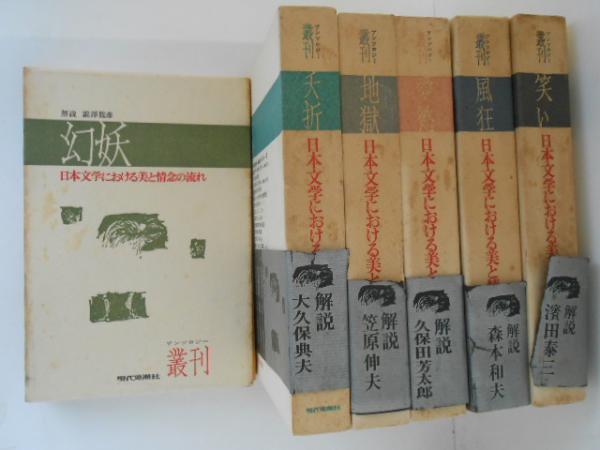 解説 澁澤龍彦
幻妖
日本文学における美と情念の流れ
アンソロジー
叢刊
現代思潮社
アンソロジー
叢刊
夭折
日本文学における
解説
大久保典夫
現代思潮社
アンソロジー
叢刊
地獄
日本文学における美と
解説
笠原伸夫
アンソロジー
叢刊
日本文学における美と
解説
久保田芳太郎
アンソロジー
叢刊
風狂
日本文学における美と
解説
森本和夫
アンソロジー
叢刊
笑い
日本文学における美
解説
濱田泰三